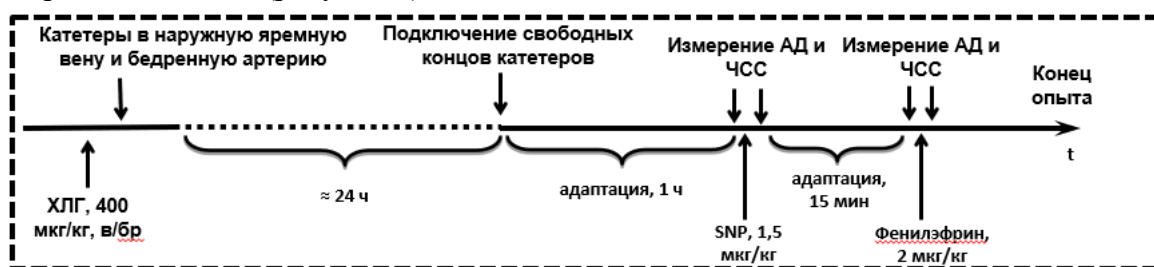 Катетеры в наружную яремную
вену и бедренную артерию
Подключение свободных
концов катетеров
Измерение АД и
ЧСС
Измерение АД и
ЧСС
Конец
опыта
t
≈ 24 ч
адаптация, 1 ч
адаптация,
15 мин
ХЛГ, 400
мкг/кг, в/бр
SNP, 1,5
мкг/кг
Фенилэфрин,
2 мкг/кг